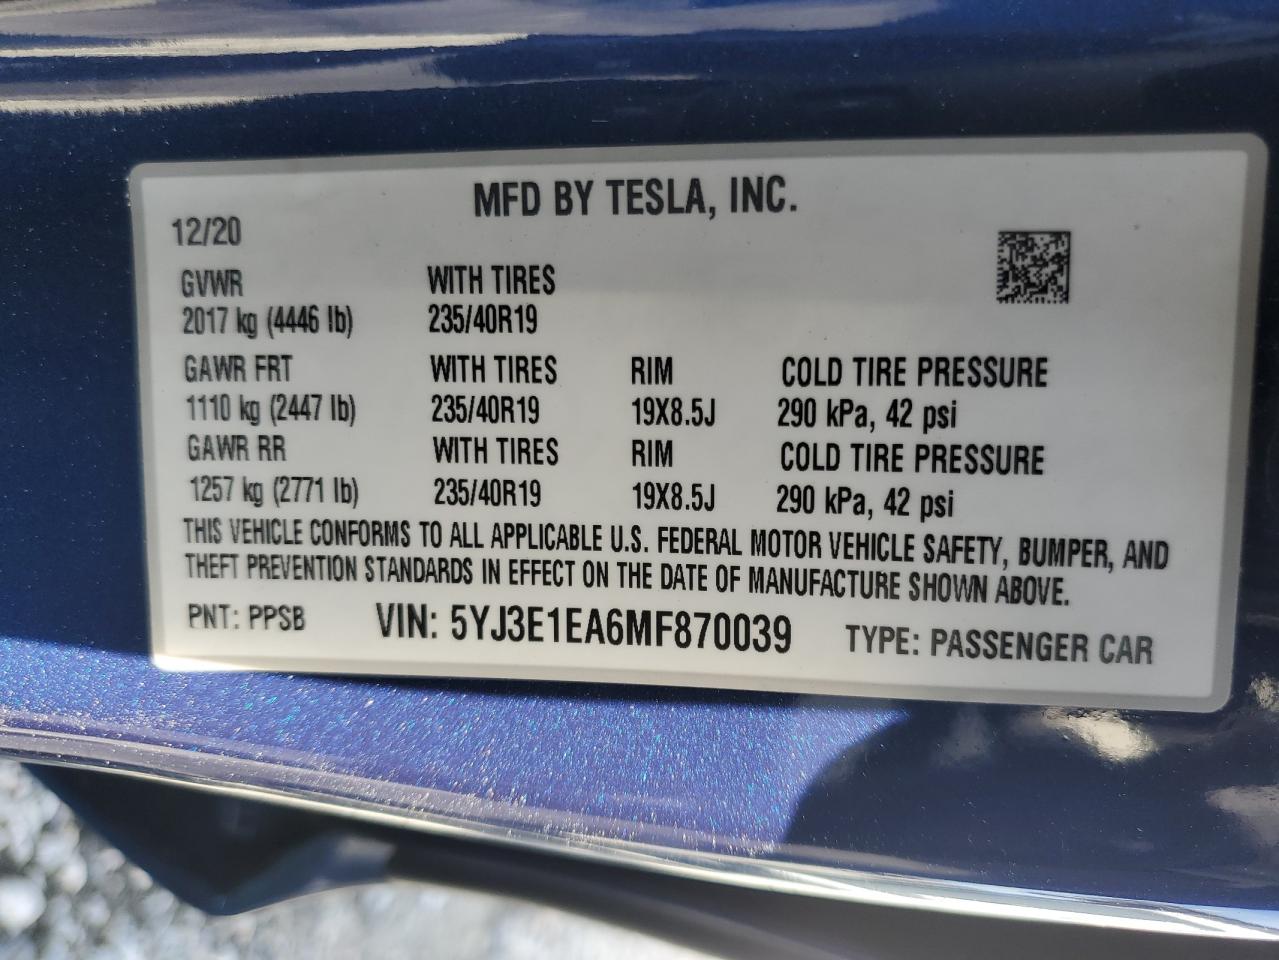 MFD BY TESLA, INC.
12/20
GVWR WITH TIRES
2017 kg (4446 lb) 235/40R19
GAWR FRT WITH TIRES RIM COLD TIRE PRESSURE
1110 kg (2447 lb) 235/40R19 19X8.5J 290 kPa, 42 psi
GAWR RR WITH TIRES RIM COLD TIRE PRESSURE
1257 kg (2771 lb) 235/40R19 19X8.5J 290 kPa, 42 psi
THIS VEHICLE CONFORMS TO ALL APPLICABLE U.S. FEDERAL MOTOR VEHICLE SAFETY, BUMPER, AND
THEFT PREVENTION STANDARDS IN EFFECT ON THE DATE OF MANUFACTURE SHOWN ABOVE.
PNT: PPSB VIN: 5YJ3E1EA6MF870039 TYPE: PASSENGER CAR